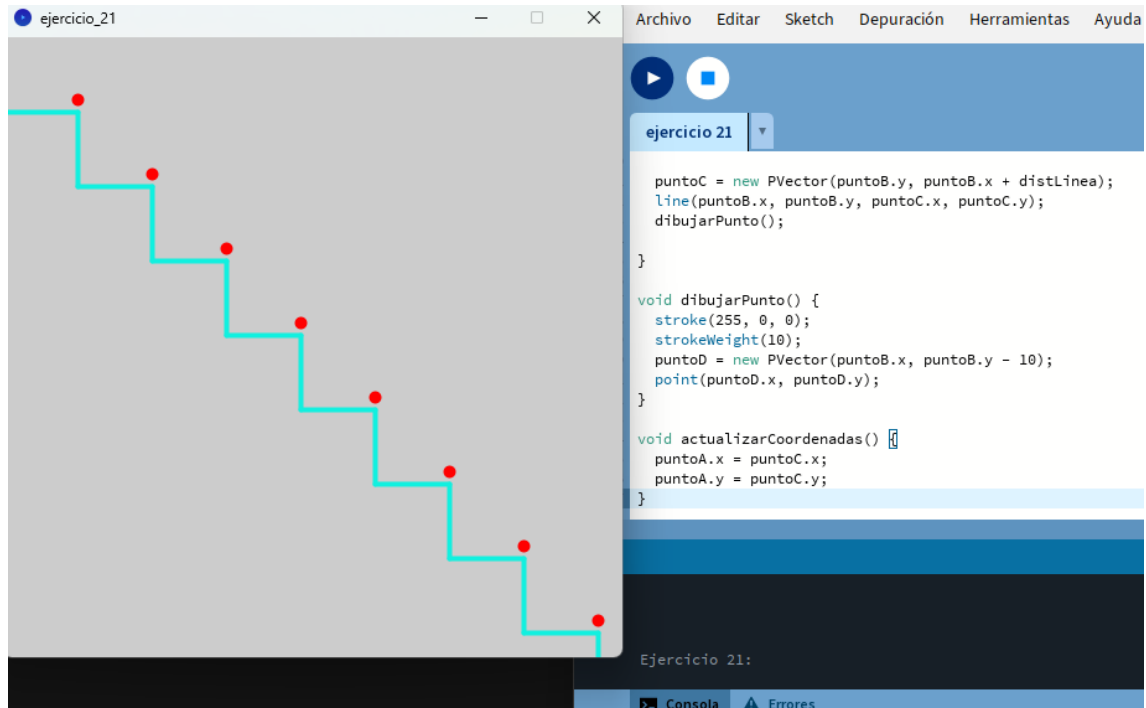 ejercicio_21
Archivo Editar Sketch Depuración Herramientas Ayuda
ejercicio 21
puntoC = new PVector(puntoB.y, puntoB.x + distLinea);
line(puntoB.x, puntoB.y, puntoC.x, puntoC.y);
dibujarPunto();
}
void dibujarPunto() {
stroke(255, 0, 0);
strokeWeight(10);
puntoD = new PVector(puntoB.x, puntoB.y - 10);
point(puntoD.x, puntoD.y);
}
void actualizarCoordenadas() {
puntoA.x = puntoC.x;
puntoA.y = puntoC.y;
}
Ejercicio 21:
Consola Errores